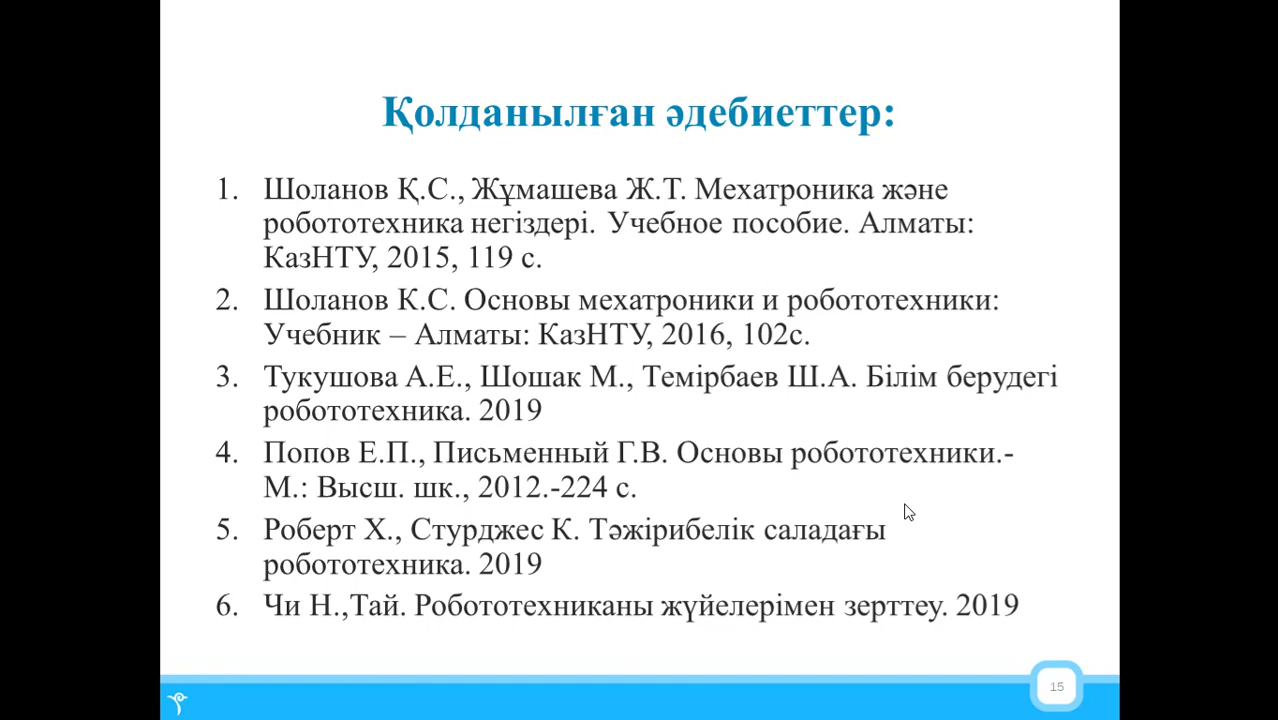 Қолданылған әдебиеттер:
1. Шоланов Қ.С., Жұмашева Ж.Т. Мехатроника және
робототехника негіздері. Учебное пособие. Алматы:
КазНТУ, 2015, 119 с.
2. Шоланов К.С. Основы мехатроники и робототехники:
Учебник – Алматы: КазНТУ, 2016, 102с.
3. Тукушова А.Е., Шошак М., Темірбаев Ш.А. Білім берудегі
робототехника. 2019
4. Попов Е.П., Письменный Г.В. Основы робототехники.-
М.: Высш. шк., 2012.-224 с.
5. Роберт Х., Стурджес К. Тәжірибелік саладағы
робототехника. 2019
6. Чи Н.,Тай. Робототехниканы жүйелерімен зерттеу. 2019
15